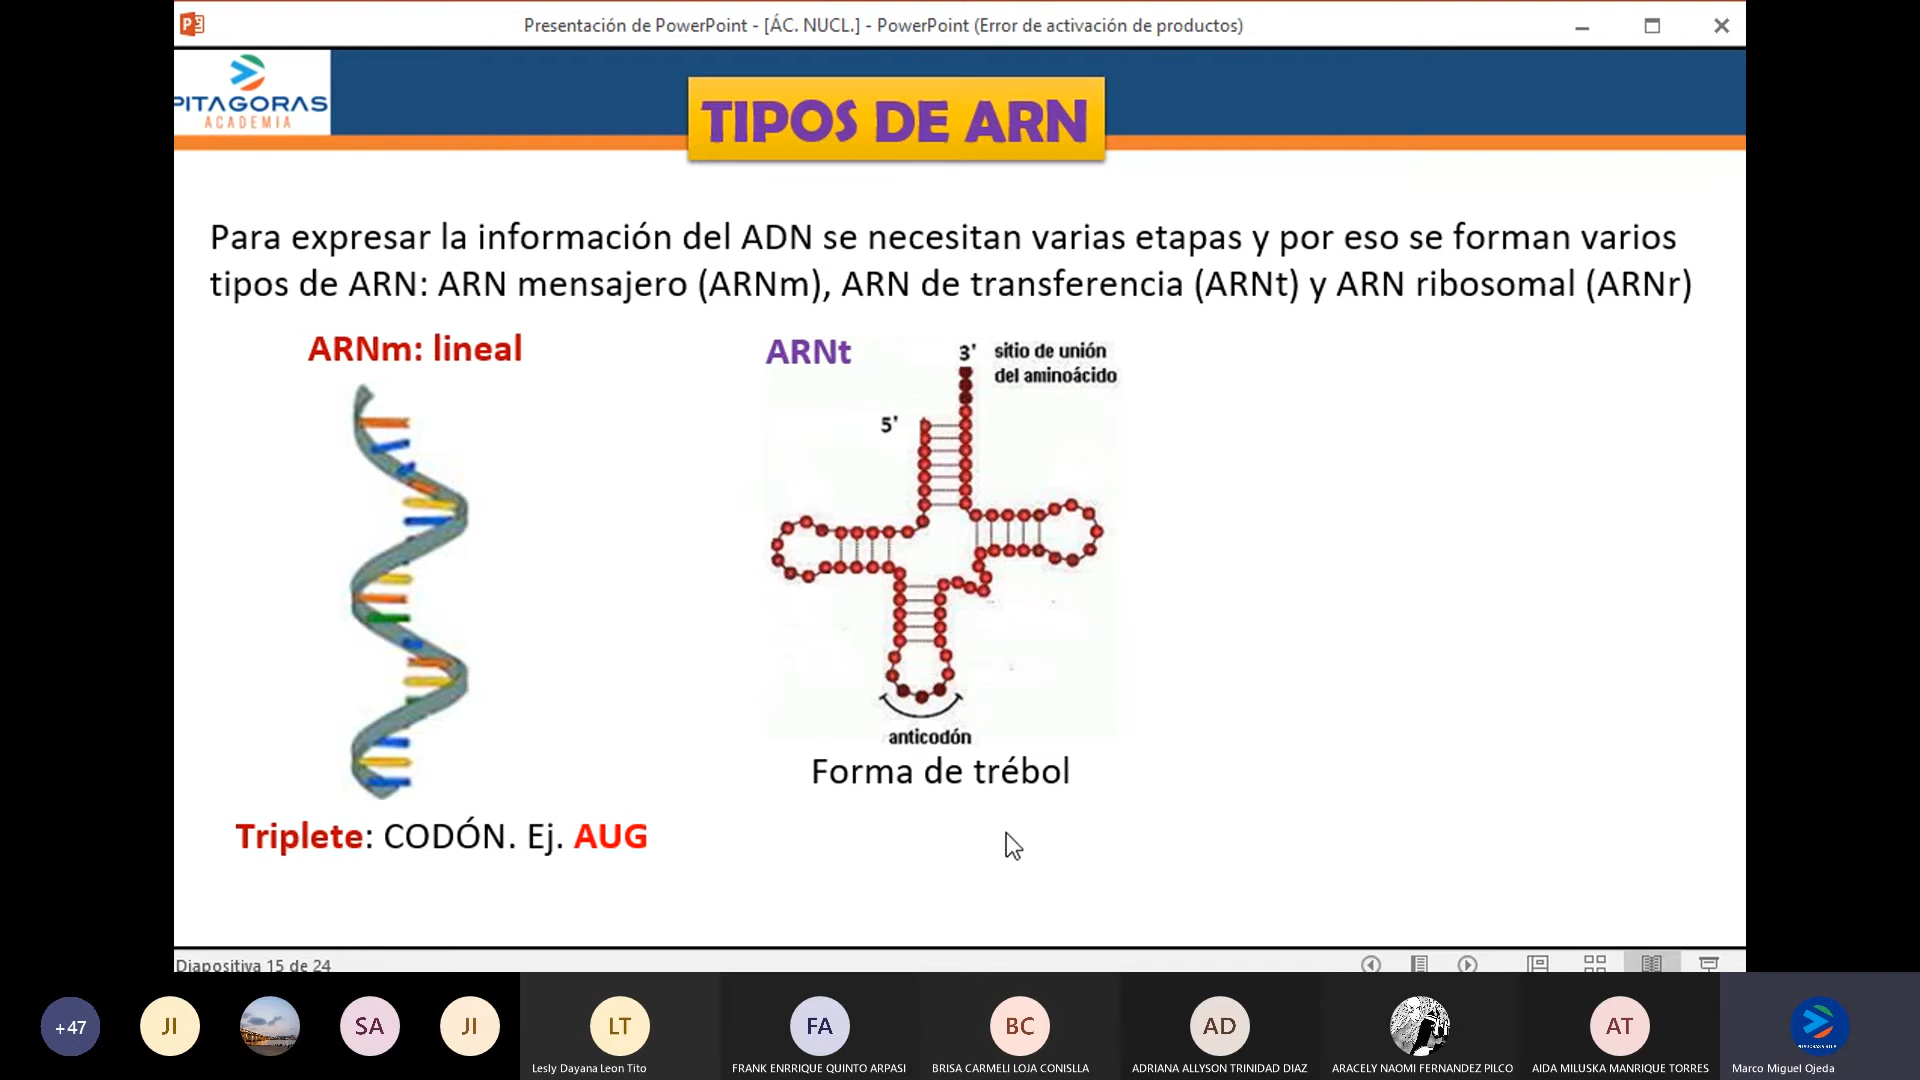 Presentación de PowerPoint - [ÁC. NUCL.] - PowerPoint (Error de activación de productos)
PITAGORAS
ACADEMIA
TIPOS DE ARN
Para expresar la información del ADN se necesitan varias etapas y por eso se forman varios
tipos de ARN: ARN mensajero (ARNm), ARN de transferencia (ARNt) y ARN ribosomal (ARNr)
ARNm: lineal
ARNt
3' sitio de unión
del aminoácido
5'
anticodón
Forma de trébol
Triplete: CODÓN. Ej. AUG
Diapositiva 15 de 24
+47
JI
SA
JI
LT
FA
BC
AD
AT
Lesly Dayana Leon Tito
FRANK ENRRIQUE QUINTO ARPASI
BRISA CARMELI LOJA CONISLLA
ADRIANA ALLYSON TRINIDAD DIAZ
ARACELY NAOMI FERNANDEZ PILCO
AIDA MILUSKA MANRIQUE TORRES
Marco Miguel Ojeda